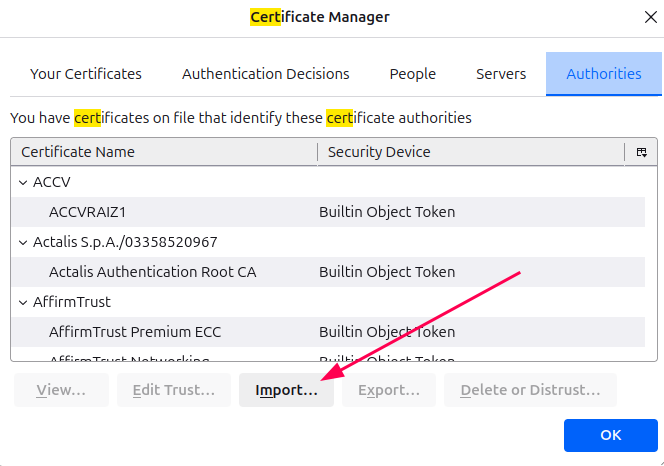 Certificate Manager
Your Certificates Authentication Decisions People Servers Authorities
You have certificates on file that identify these certificate authorities
Certificate Name Security Device
ACCV
ACCVRAIZ1 Builtin Object Token
Actalis S.p.A./03358520967
Actalis Authentication Root CA Builtin Object Token
AffirmTrust
AffirmTrust Premium ECC Builtin Object Token
AffirmTrust Networking Builtin Object Token
View... Edit Trust... Import... Export... Delete or Distrust...
OK